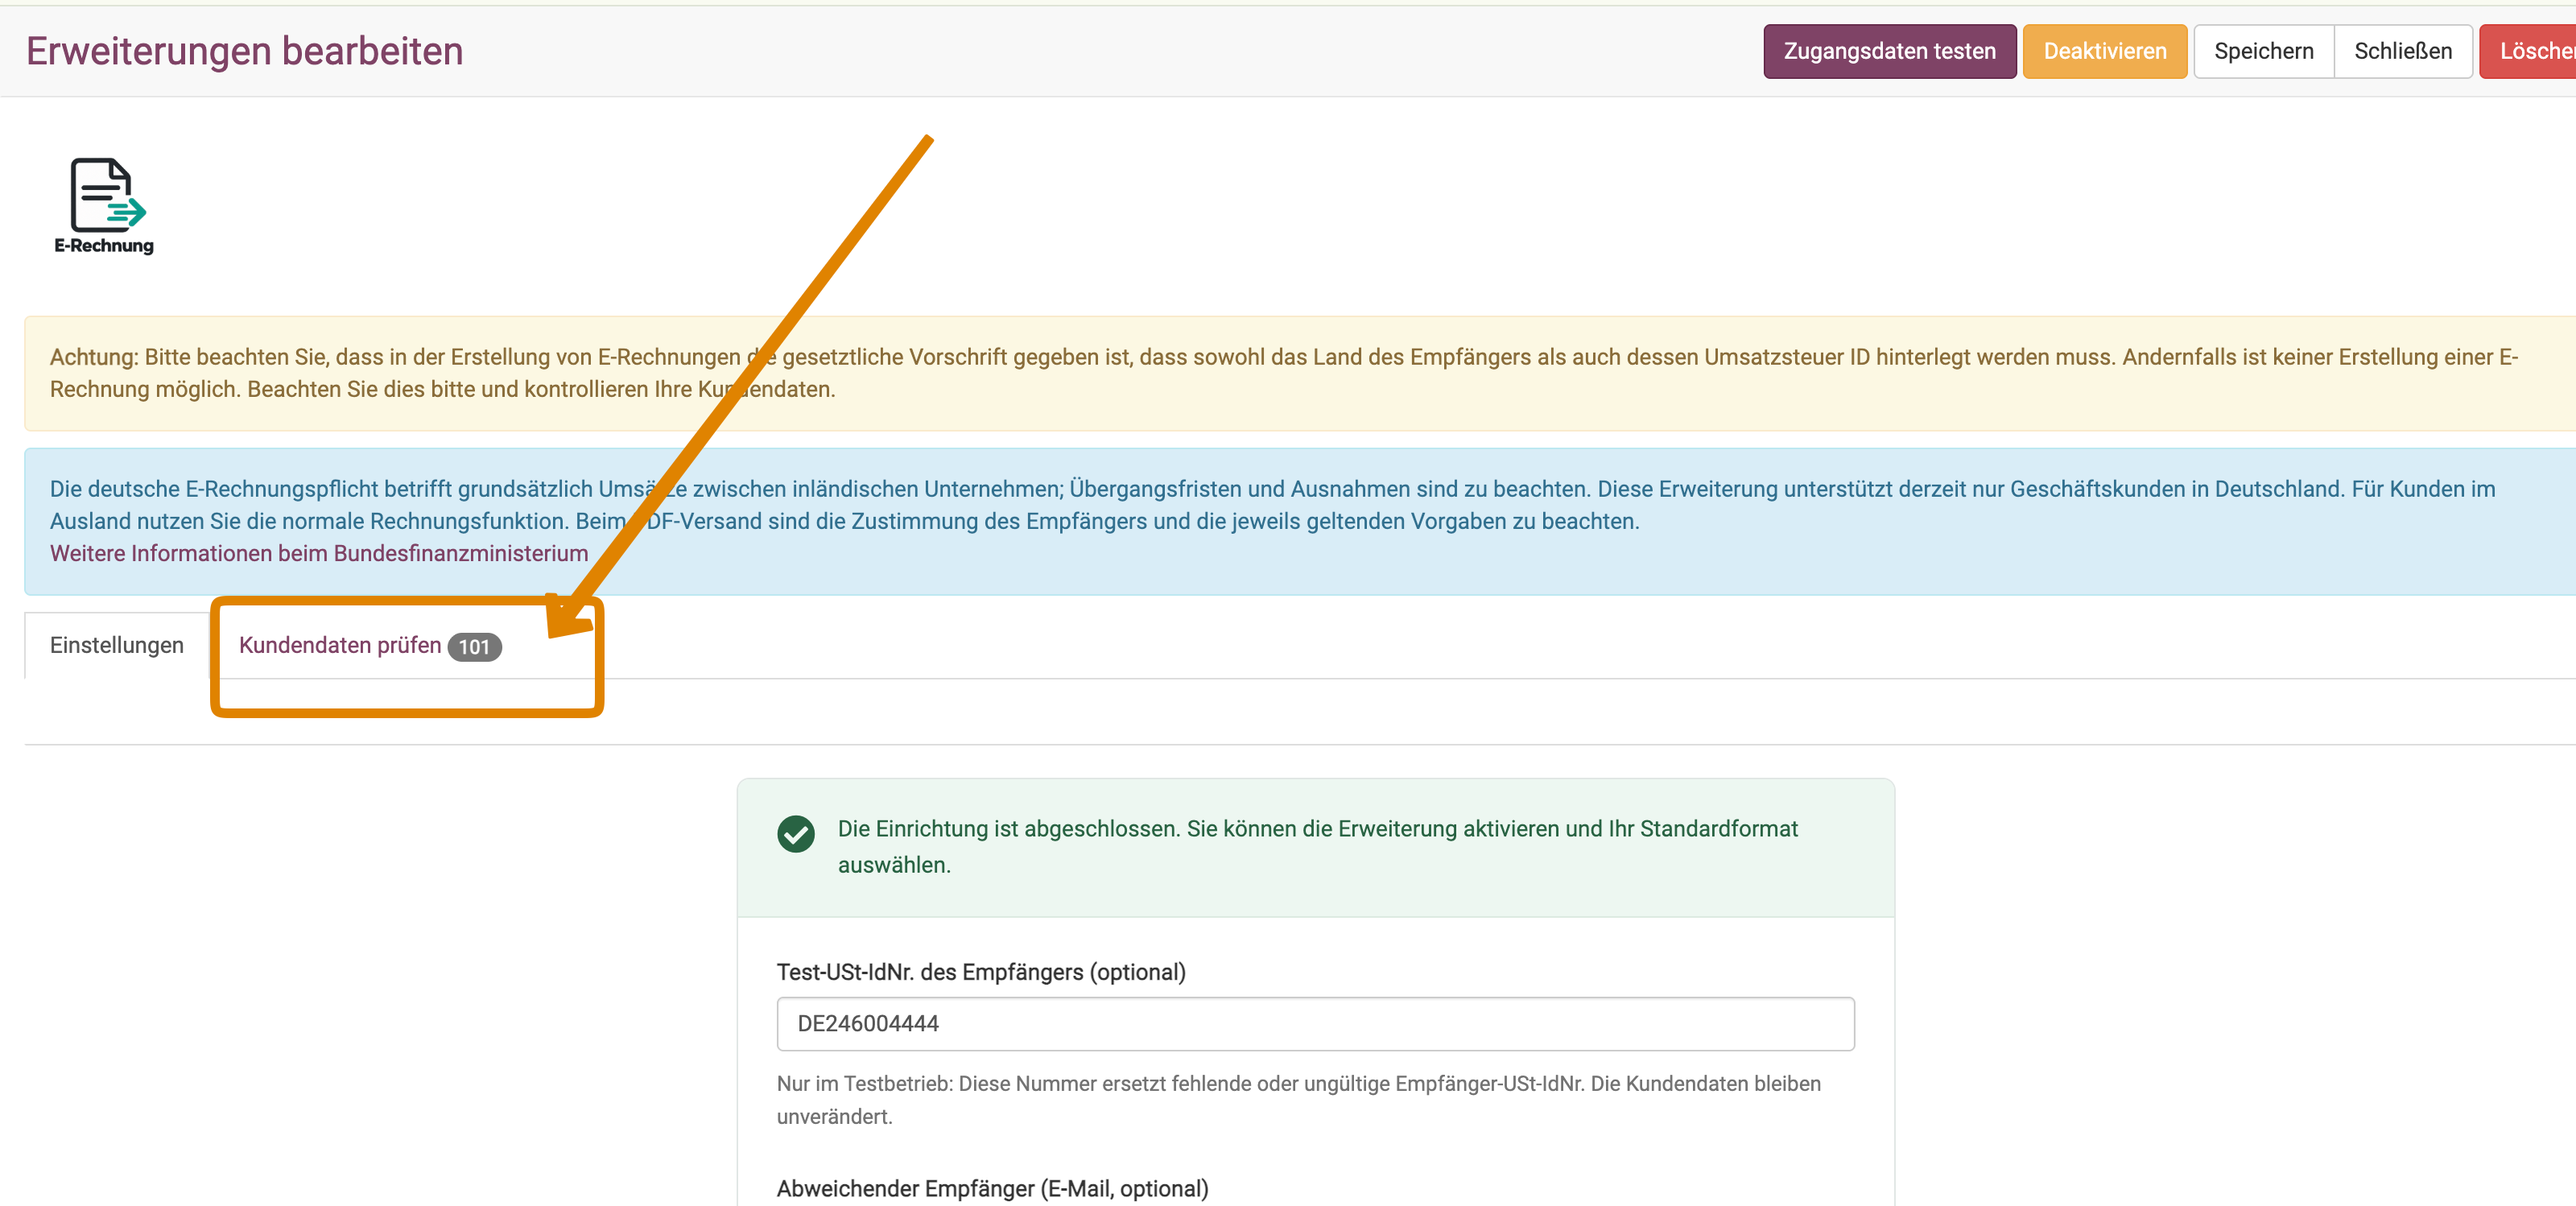 Erweiterungen bearbeiten
Zugangsdaten testen
Deaktivieren
Speichern
Schließen
E-Rechnung
Achtung: Bitte beachten Sie, dass in der Erstellung von E-Rechnungen die gesetztliche Vorschrift gegeben ist, dass sowohl das Land des Empfängers als auch dessen Umsatzsteuer ID hinterlegt werden muss. Andernfalls ist keiner Erstellung einer E-
Rechnung möglich. Beachten Sie dies bitte und kontrollieren Ihre Kundendaten.
Die deutsche E-Rechnungspflicht betrifft grundsätzlich Umsätze zwischen inländischen Unternehmen; Übergangsfristen und Ausnahmen sind zu beachten. Diese Erweiterung unterstützt derzeit nur Geschäftskunden in Deutschland. Für Kunden im
Ausland nutzen Sie die normale Rechnungsfunktion. Beim PDF-Versand sind die Zustimmung des Empfängers und die jeweils geltenden Vorgaben zu beachten.
Weitere Informationen beim Bundesfinanzministerium
Einstellungen
Kundendaten prüfen 101
Die Einrichtung ist abgeschlossen. Sie können die Erweiterung aktivieren und Ihr Standardformat
auswählen.
Test-USt-IdNr. des Empfängers (optional)
DE246004444
Nur im Testbetrieb: Diese Nummer ersetzt fehlende oder ungültige Empfänger-USt-IdNr. Die Kundendaten bleiben
unverändert.
Abweichender Empfänger (E-Mail, optional)